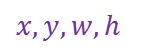 x, y, w, h